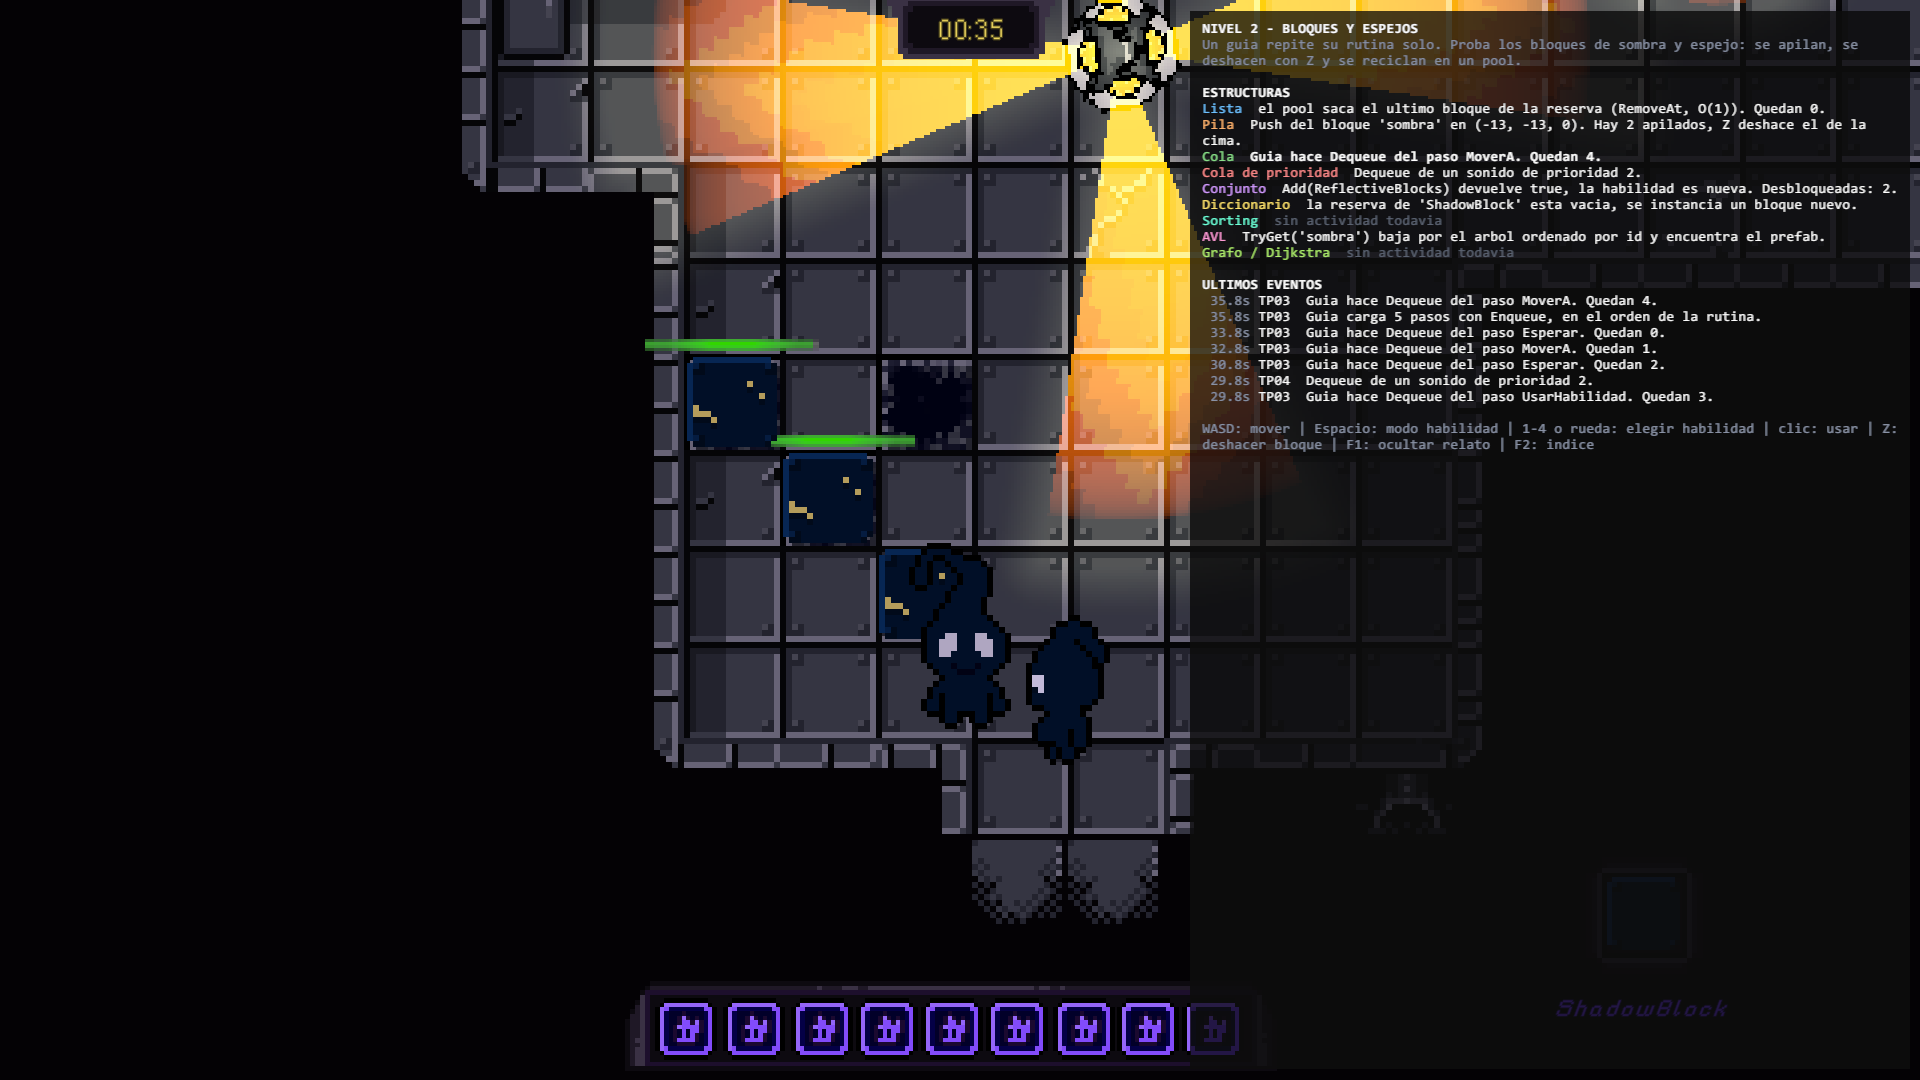 00:35
NIVEL 2 - BLOQUES Y ESPEJOS
Un guia repite su rutina solo. Proba los bloques de sombra y espejo: se apilan, se
deshacen con Z y se reciclan en un pool.
ESTRUCTURAS
Lista el pool saca el ultimo bloque de la reserva (RemoveAt, O(1)). Quedan 0.
Pila Push del bloque 'sombra' en (-13, -13, 0). Hay 2 apilados, Z deshace el de la
cima.
Cola Guia hace Dequeue del paso MoverA. Quedan 4.
Cola de prioridad Dequeue de un sonido de prioridad 2.
Conjunto Add(ReflectiveBlocks) devuelve true, la habilidad es nueva. Desbloqueadas: 2.
Diccionario la reserva de 'ShadowBlock' esta vacia, se instancia un bloque nuevo.
Sorting sin actividad todavia
AVL TryGet('sombra') baja por el arbol ordenado por id y encuentra el prefab.
Grafo / Dijkstra sin actividad todavia
ULTIMOS EVENTOS
35.8s TP03 Guia hace Dequeue del paso MoverA. Quedan 4.
35.8s TP03 Guia carga 5 pasos con Enqueue, en el orden de la rutina.
33.8s TP03 Guia hace Dequeue del paso Esperar. Quedan 0.
32.8s TP03 Guia hace Dequeue del paso MoverA. Quedan 1.
30.8s TP03 Guia hace Dequeue del paso Esperar. Quedan 2.
29.8s TP04 Dequeue de un sonido de prioridad 2.
29.8s TP03 Guia hace Dequeue del paso UsarHabilidad. Quedan 3.
WASD: mover | Espacio: modo habilidad | 1-4 o rueda: elegir habilidad | clic: usar | Z:
deshacer bloque | F1: ocultar relato | F2: indice
ShadowBlock